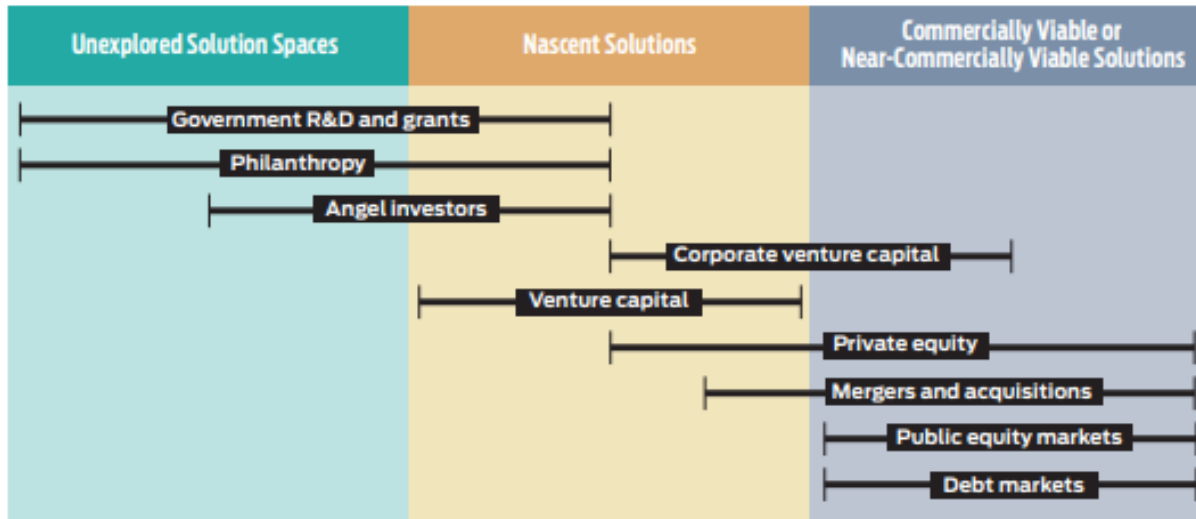 Unexplored Solution Spaces
Nascent Solutions
Commercially Viable or
Near-Commercially Viable Solutions
Government R&D and grants
Philanthropy
Angel investors
Corporate venture capital
Venture capital
Private equity
Mergers and acquisitions
Public equity markets
Debt markets